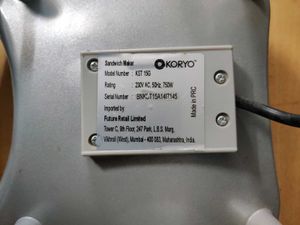 Sandwich Maker KORYO
Model Number : KST 15G
Rating : 230V AC, 50Hz, 750W
Serial Number :
Imported by
Future Retail Limited
Tower C, 9th Floor, 247 Park, L.B.S. Marg,
Vikhroli (West), Mumbai - 400 083, Maharashtra, India.
Made in PRC